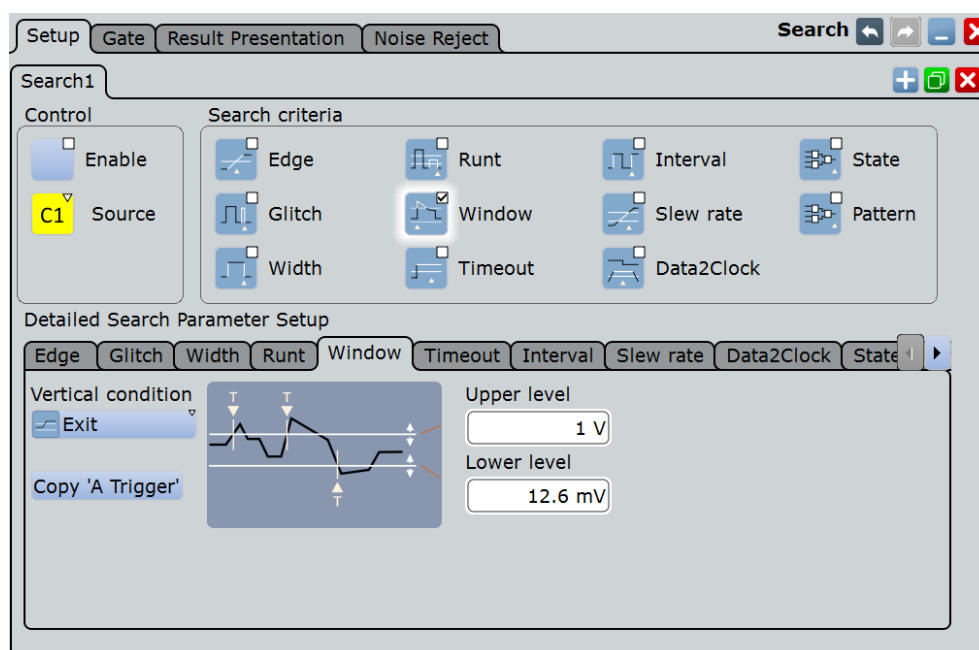 Setup Gate Result Presentation Noise Reject Search
Search1
Control Search criteria
Enable Edge Runt Interval State
C1 Source Glitch Window Slew rate Pattern
Width Timeout Data2Clock
Detailed Search Parameter Setup
Edge Glitch Width Runt Window Timeout Interval Slew rate Data2Clock State
Vertical condition T T Upper level
Exit 1 V
Lower level
Copy 'A Trigger' T 12.6 mV